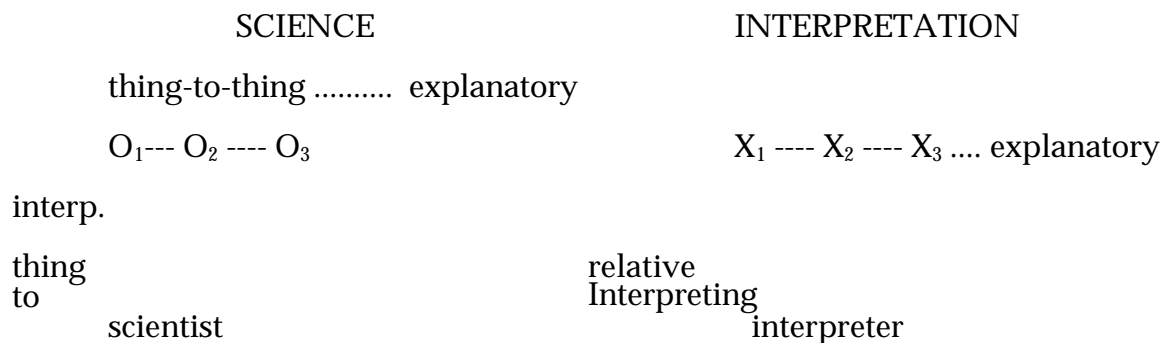 SCIENCE INTERPRETATION
thing-to-thing .......... explanatory
O₁--- O₂ ---- O₃ X₁ ---- X₂ ---- X₃ .... explanatory
interp.
thing relative
to Interpreting
scientist interpreter